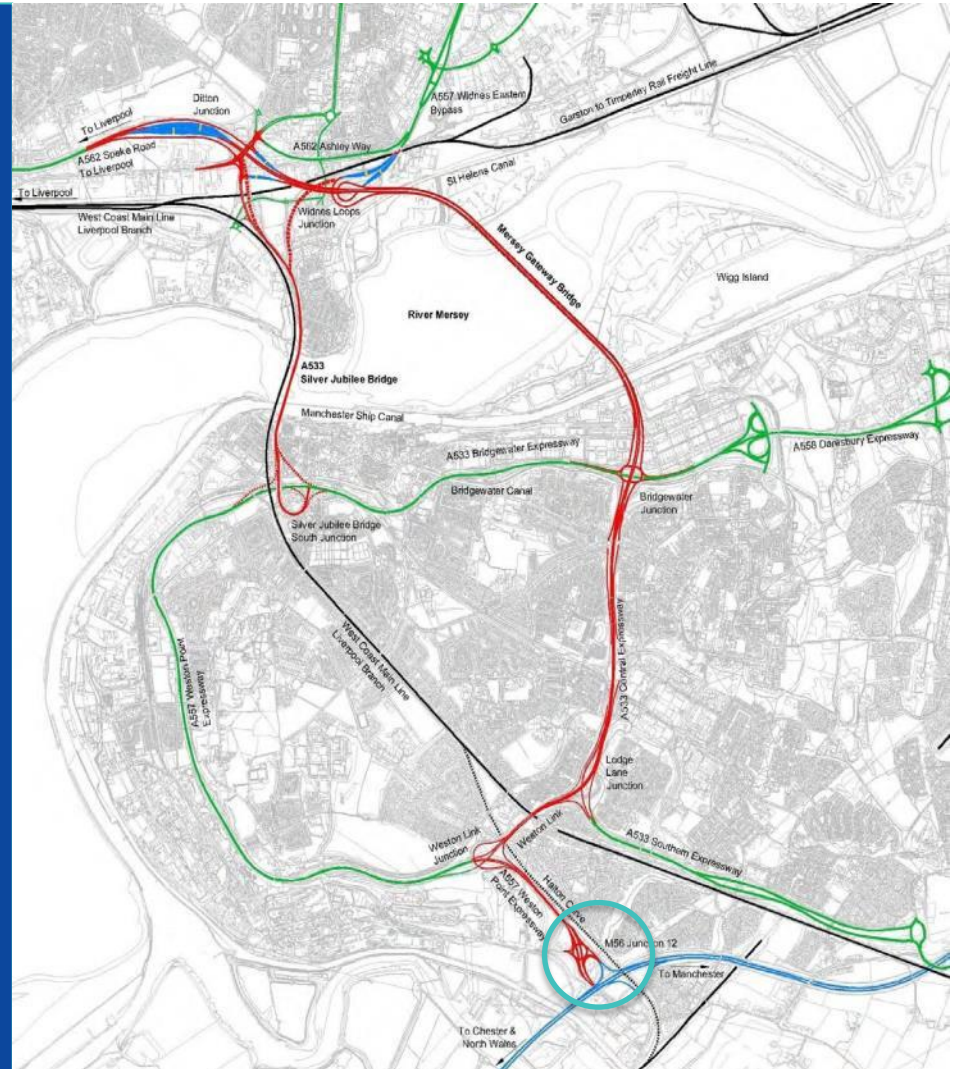 Ditton
Junction
To Liverpool
A562 Speke Road
To Liverpool
A557 Widnes Eastern
Bypass
Garston to Timperley Rail Freight Line
A562 Ashley Way
St Helens Canal
To Liverpool
West Coast Main Line
Liverpool Branch
Widnes Loops
Junction
Mersey Gateway Bridge
Wigg Island
River Mersey
A533
Silver Jubilee Bridge
Manchester Ship Canal
A533 Bridgewater Expressway
A558 Daresbury Expressway
Bridgewater Canal
Bridgewater
Junction
Silver Jubilee Bridge
South Junction
West Coast Main Line
Liverpool Branch
A557 Weston Point
Expressway
A533 Central Expressway
Lodge
Lane
Junction
Weston Link
Weston Link
Junction
A533 Southern Expressway
A557 Weston
Point Expressway
Halton Curve
M56 Junction 12
To Manchester
To Chester &
North Wales